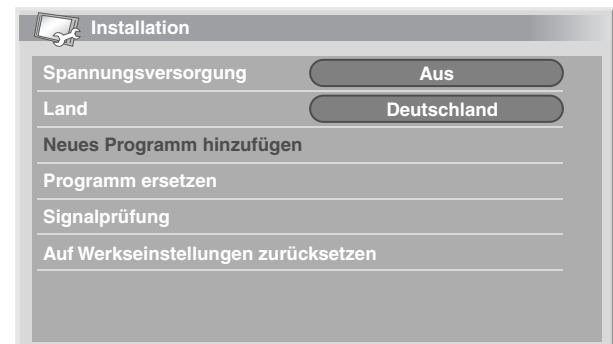 Installation
Spannungsversorgung Aus
Land Deutschland
Neues Programm hinzufügen
Programm ersetzen
Signalprüfung
Auf Werkseinstellungen zurücksetzen